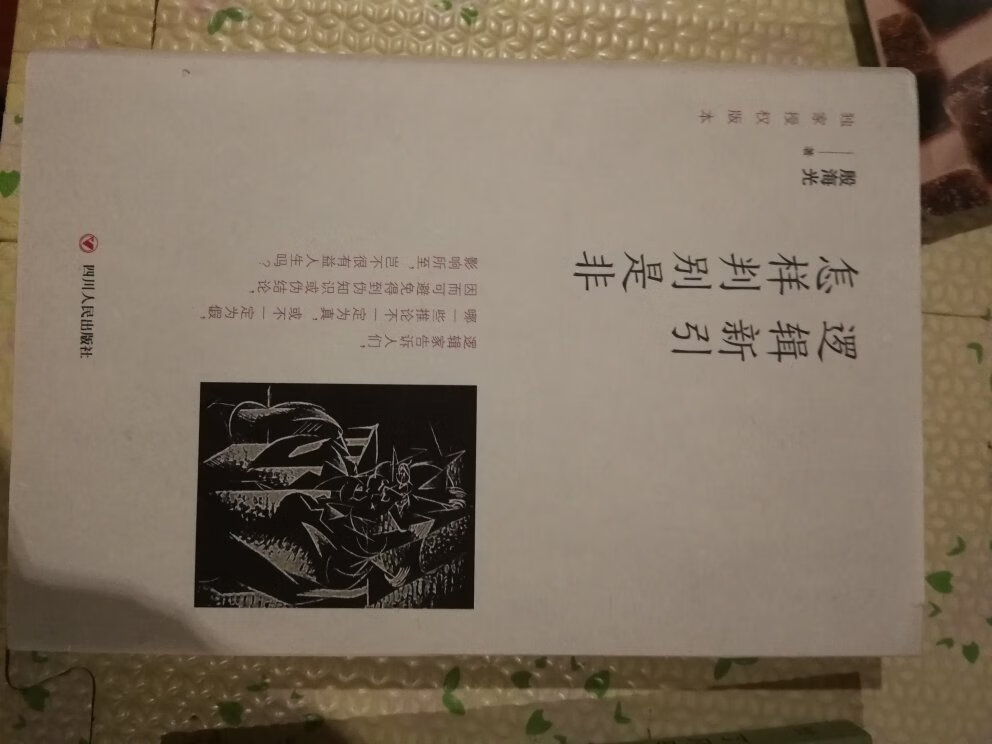 独家授权版本
殷海光
著
怎样判别是非
逻辑新引
逻辑家告诉人们，
哪一些推论不一定为真，或不一定为假，
因而可避免得到伪知识或伪结论，
影响所至，岂不很有益人生吗？
四川人民出版社